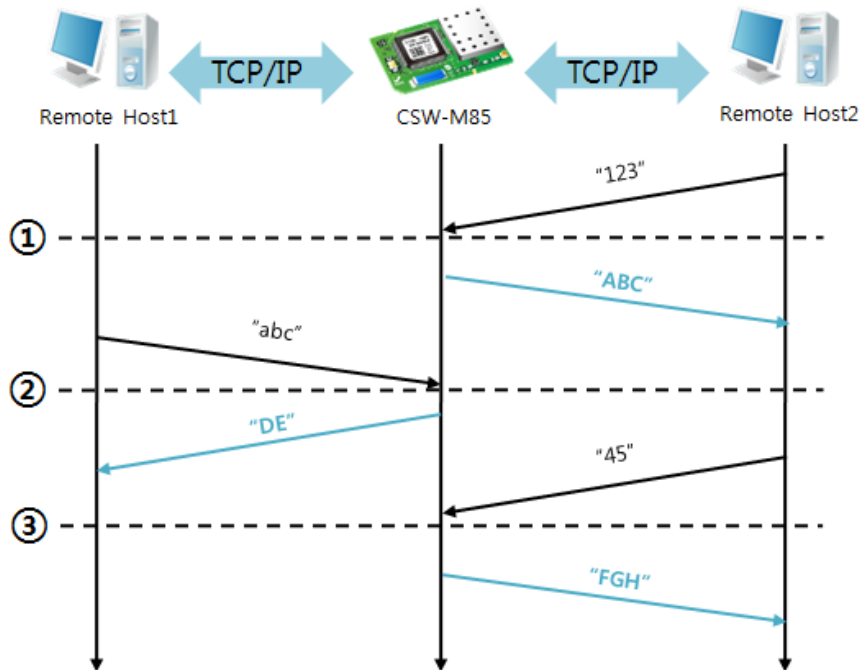 TCP/IP
TCP/IP
Remote Host1
CSW-M85
Remote Host2
"123"
①
"ABC"
"abc"
②
"DE"
"45"
③
"FGH"